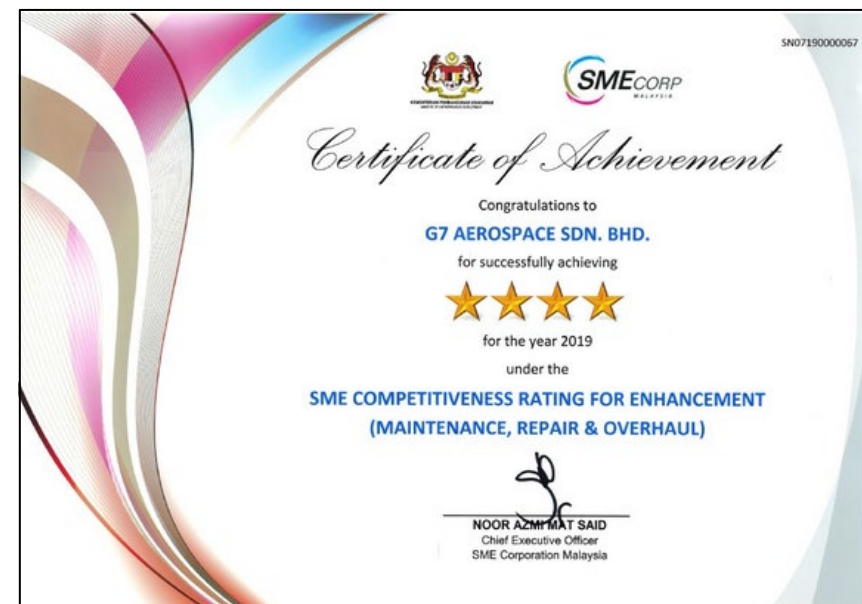 SN07190000067
SMECORP
MALAYSIA
Certificate of Achievement
Congratulations to
G7 AEROSPACE SDN. BHD.
for successfully achieving
for the year 2019
under the
SME COMPETITIVENESS RATING FOR ENHANCEMENT
(MAINTENANCE, REPAIR & OVERHAUL)
NOOR AZMI MAT SAID
Chief Executive Officer
SME Corporation Malaysia